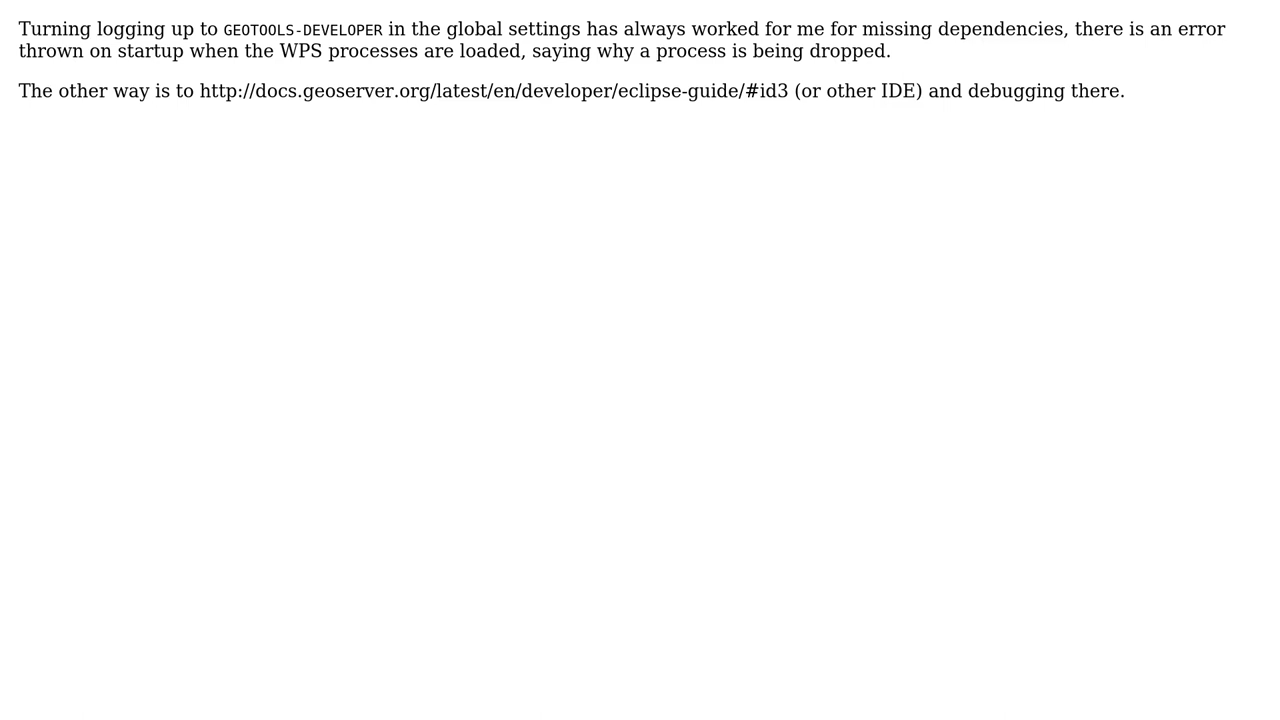 Turning logging up to GEOTOOLS-DEVELOPER in the global settings has always worked for me for missing dependencies, there is an error
thrown on startup when the WPS processes are loaded, saying why a process is being dropped.
The other way is to http://docs.geoserver.org/latest/en/developer/eclipse-guide/#id3 (or other IDE) and debugging there.